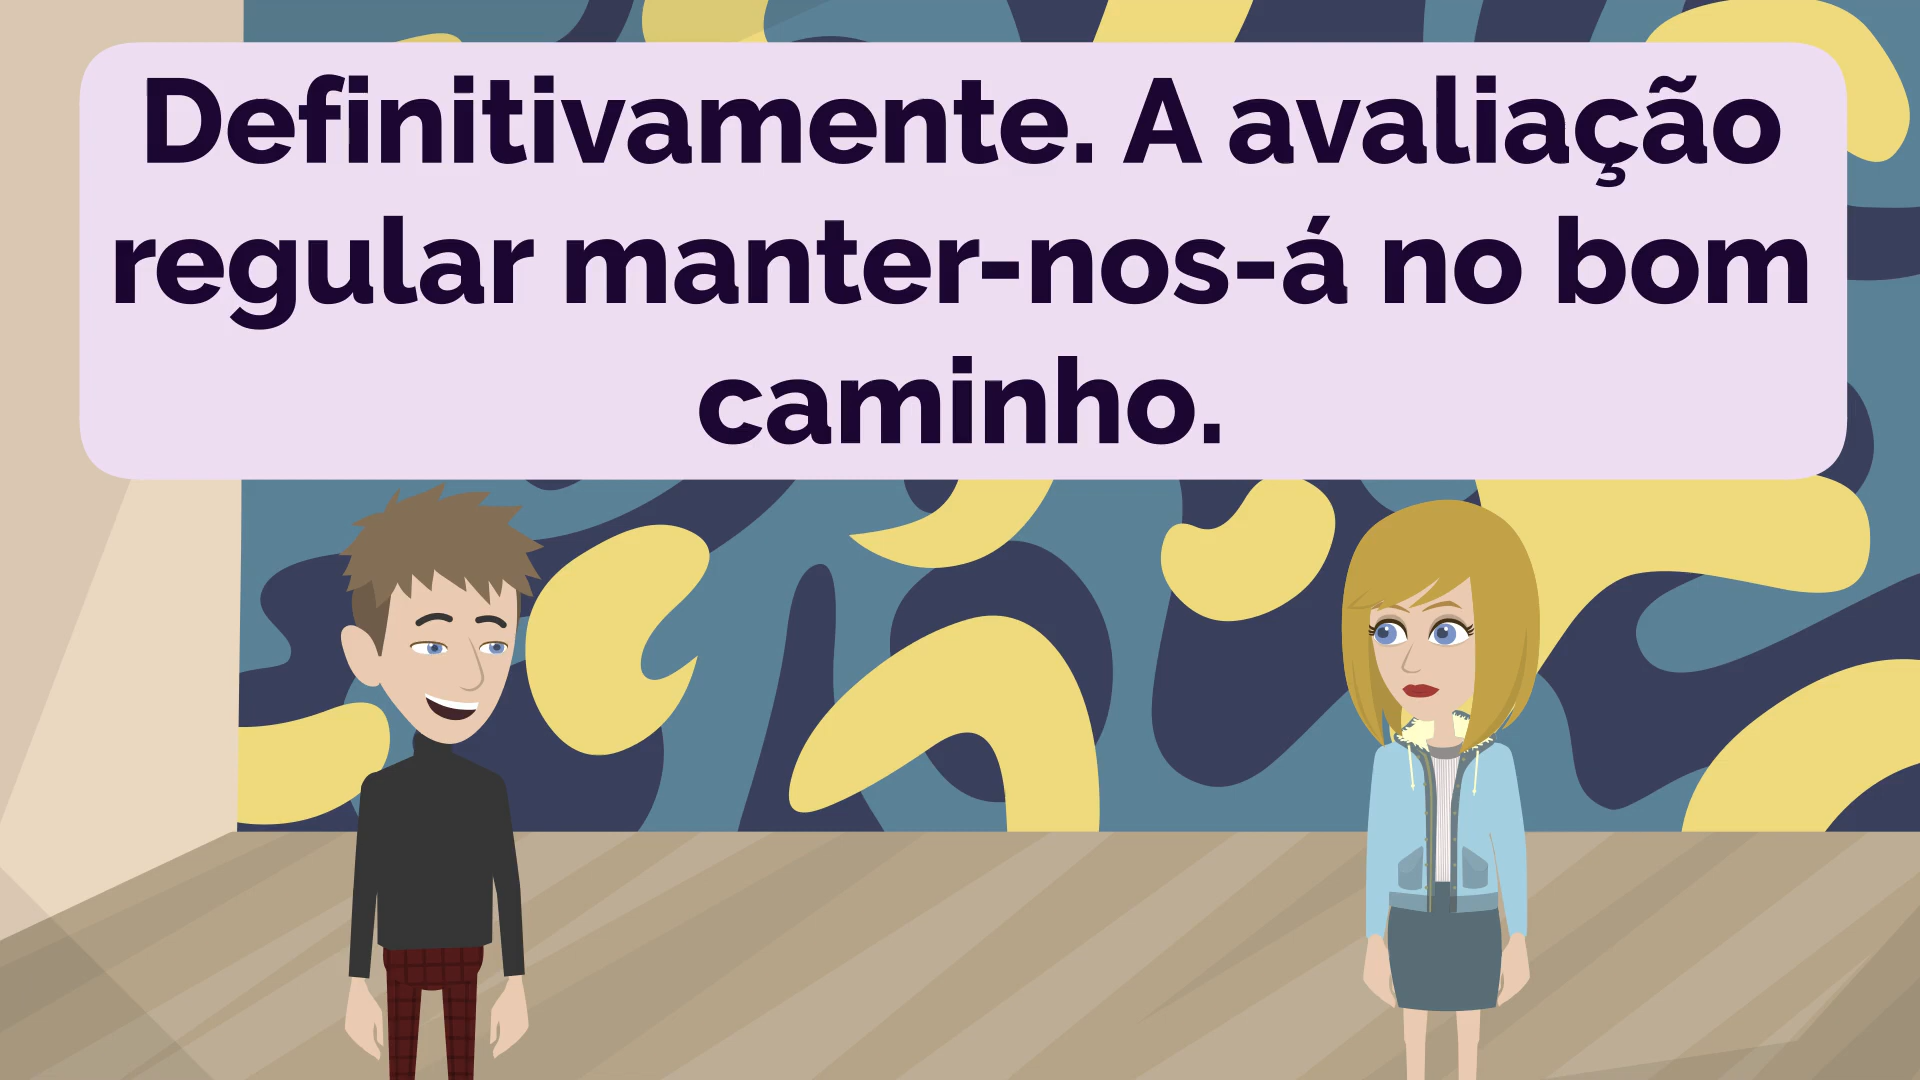 Definitivamente. A avaliação
regular manter-nos-á no bom
caminho.